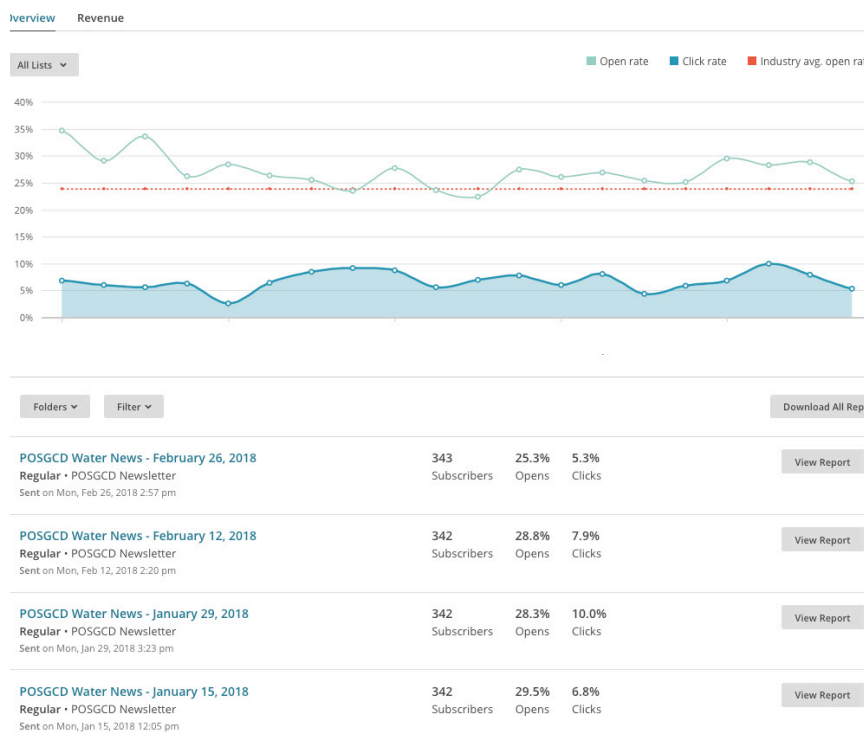 Overview Revenue
All Lists
Open rate Click rate Industry avg. open rat
40%
35%
30%
25%
20%
15%
10%
5%
0%
Folders Filter Download All Rep
POSGCD Water News - February 26, 2018 343 25.3% 5.3% View Report
Regular • POSGCD Newsletter Subscribers Opens Clicks
Sent on Mon, Feb 26, 2018 2:57 pm
POSGCD Water News - February 12, 2018 342 28.8% 7.9% View Report
Regular • POSGCD Newsletter Subscribers Opens Clicks
Sent on Mon, Feb 12, 2018 2:20 pm
POSGCD Water News - January 29, 2018 342 28.3% 10.0% View Report
Regular • POSGCD Newsletter Subscribers Opens Clicks
Sent on Mon, Jan 29, 2018 3:23 pm
POSGCD Water News - January 15, 2018 342 29.5% 6.8% View Report
Regular • POSGCD Newsletter Subscribers Opens Clicks
Sent on Mon, Jan 15, 2018 12:05 pm